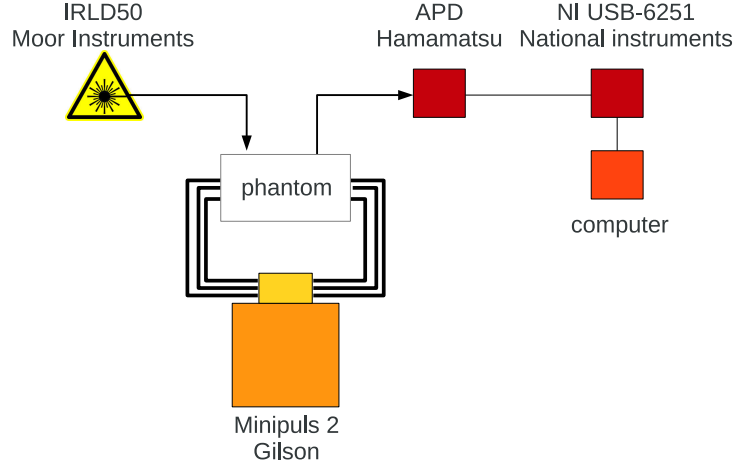 IRLD50
Moor Instruments
APD
Hamamatsu
NI USB-6251
National instruments
phantom
computer
Minipuls 2
Gilson